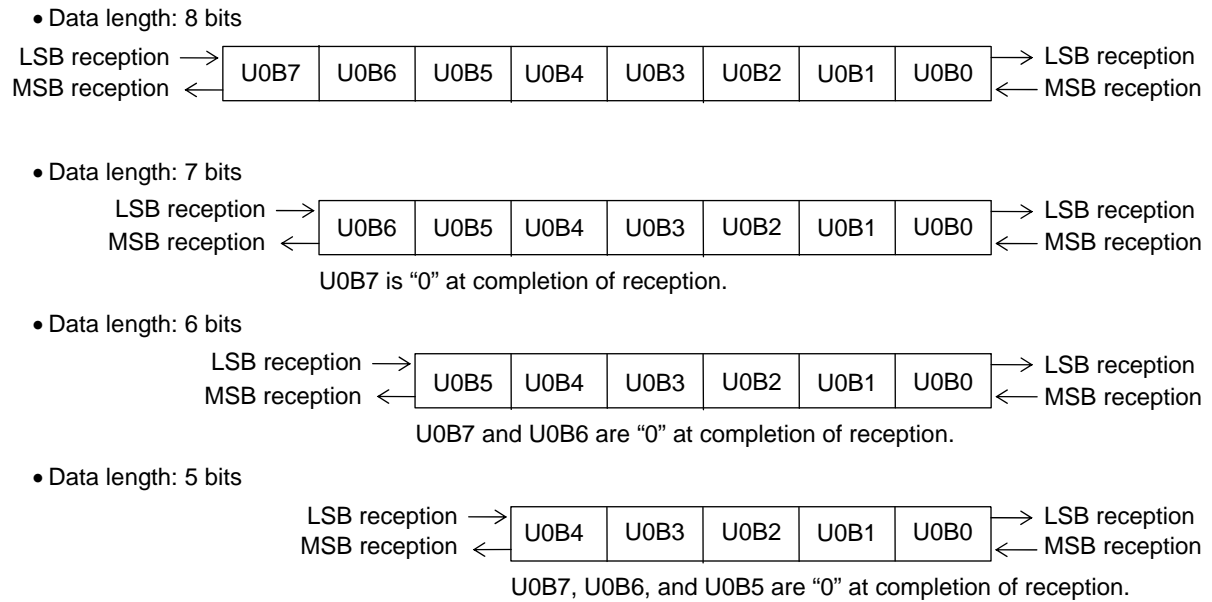 • Data length: 8 bits
LSB reception U0B7 U0B6 U0B5 U0B4 U0B3 U0B2 U0B1 U0B0 LSB reception
MSB reception MSB reception
• Data length: 7 bits
LSB reception U0B6 U0B5 U0B4 U0B3 U0B2 U0B1 U0B0 LSB reception
MSB reception MSB reception
U0B7 is “0” at completion of reception.
• Data length: 6 bits
LSB reception U0B5 U0B4 U0B3 U0B2 U0B1 U0B0 LSB reception
MSB reception MSB reception
U0B7 and U0B6 are “0” at completion of reception.
• Data length: 5 bits
LSB reception U0B4 U0B3 U0B2 U0B1 U0B0 LSB reception
MSB reception MSB reception
U0B7, U0B6, and U0B5 are “0” at completion of reception.